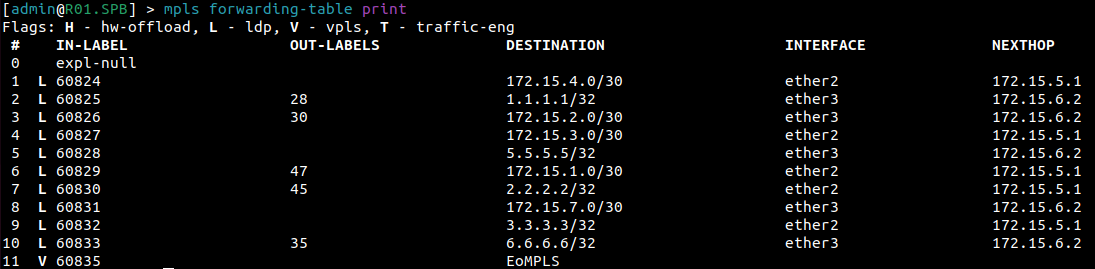 [admin@R01.SPB] > mpls forwarding-table print
Flags: H - hw-offload, L - ldp, V - vpls, T - traffic-eng
# IN-LABEL OUT-LABELS DESTINATION INTERFACE NEXTHOP
0 expl-null
1 L 60824 172.15.4.0/30 ether2 172.15.5.1
2 L 60825 28 1.1.1.1/32 ether3 172.15.6.2
3 L 60826 30 172.15.2.0/30 ether3 172.15.6.2
4 L 60827 172.15.3.0/30 ether2 172.15.5.1
5 L 60828 5.5.5.5/32 ether3 172.15.6.2
6 L 60829 47 172.15.1.0/30 ether2 172.15.5.1
7 L 60830 45 2.2.2.2/32 ether2 172.15.5.1
8 L 60831 172.15.7.0/30 ether3 172.15.6.2
9 L 60832 3.3.3.3/32 ether2 172.15.5.1
10 L 60833 35 6.6.6.6/32 ether3 172.15.6.2
11 V 60835 EoMPLS